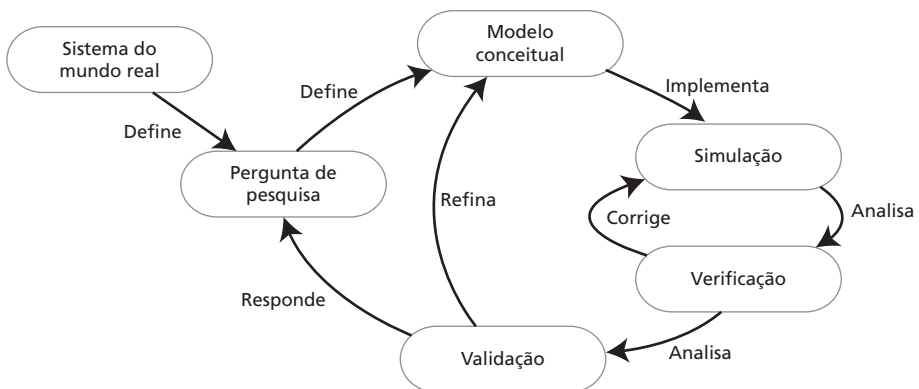 Sistema do
mundo real
Define
Pergunta de
pesquisa
Define
Modelo
conceitual
Implementa
Simulação
Analisa
Corrige
Verificação
Analisa
Validação
Refina
Responde